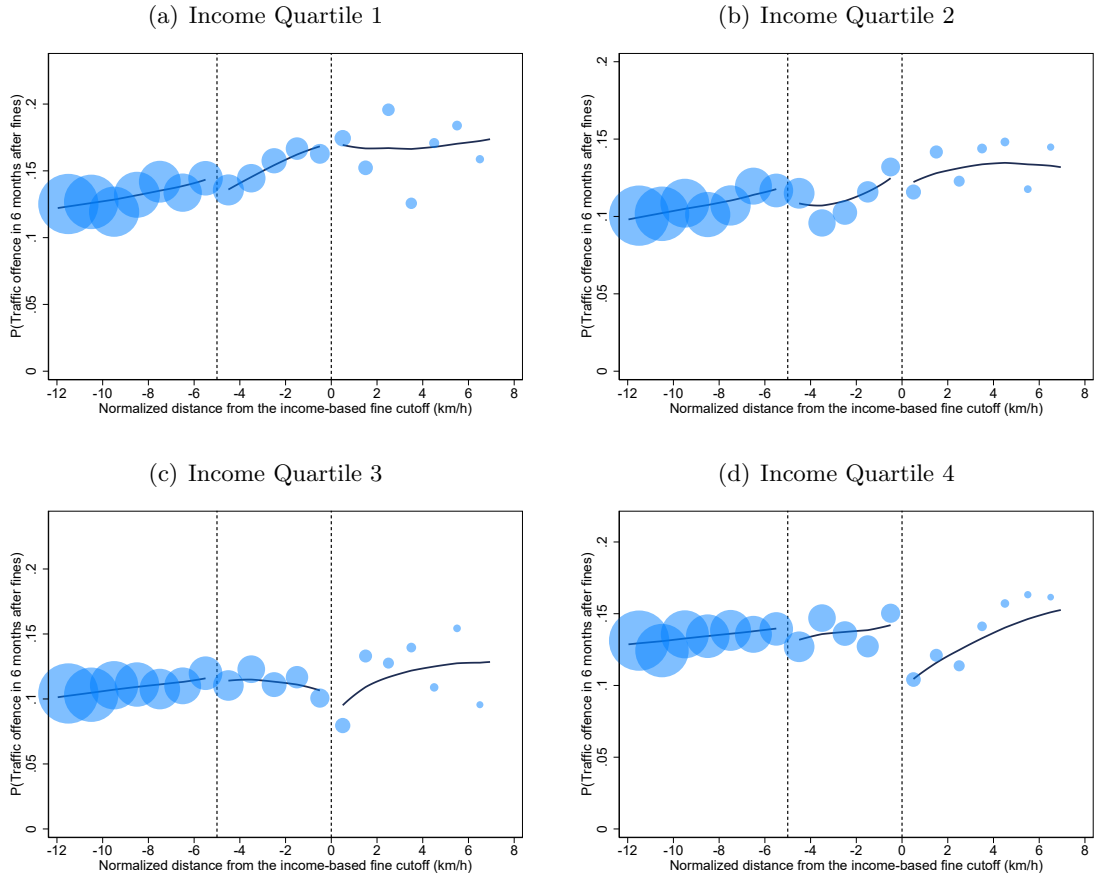 (a) Income Quartile 1
P(Traffic offence in 6 months after fines)
.2
.15
.1
.05
0
-12 -10 -8 -6 -4 -2 0 2 4 6 8
Normalized distance from the income-based fine cutoff (km/h)
(b) Income Quartile 2
P(Traffic offence in 6 months after fines)
.2
.15
.1
.05
0
-12 -10 -8 -6 -4 -2 0 2 4 6 8
Normalized distance from the income-based fine cutoff (km/h)
(c) Income Quartile 3
P(Traffic offence in 6 months after fines)
.2
.15
.1
.05
0
-12 -10 -8 -6 -4 -2 0 2 4 6 8
Normalized distance from the income-based fine cutoff (km/h)
(d) Income Quartile 4
P(Traffic offence in 6 months after fines)
.2
.15
.1
.05
0
-12 -10 -8 -6 -4 -2 0 2 4 6 8
Normalized distance from the income-based fine cutoff (km/h)